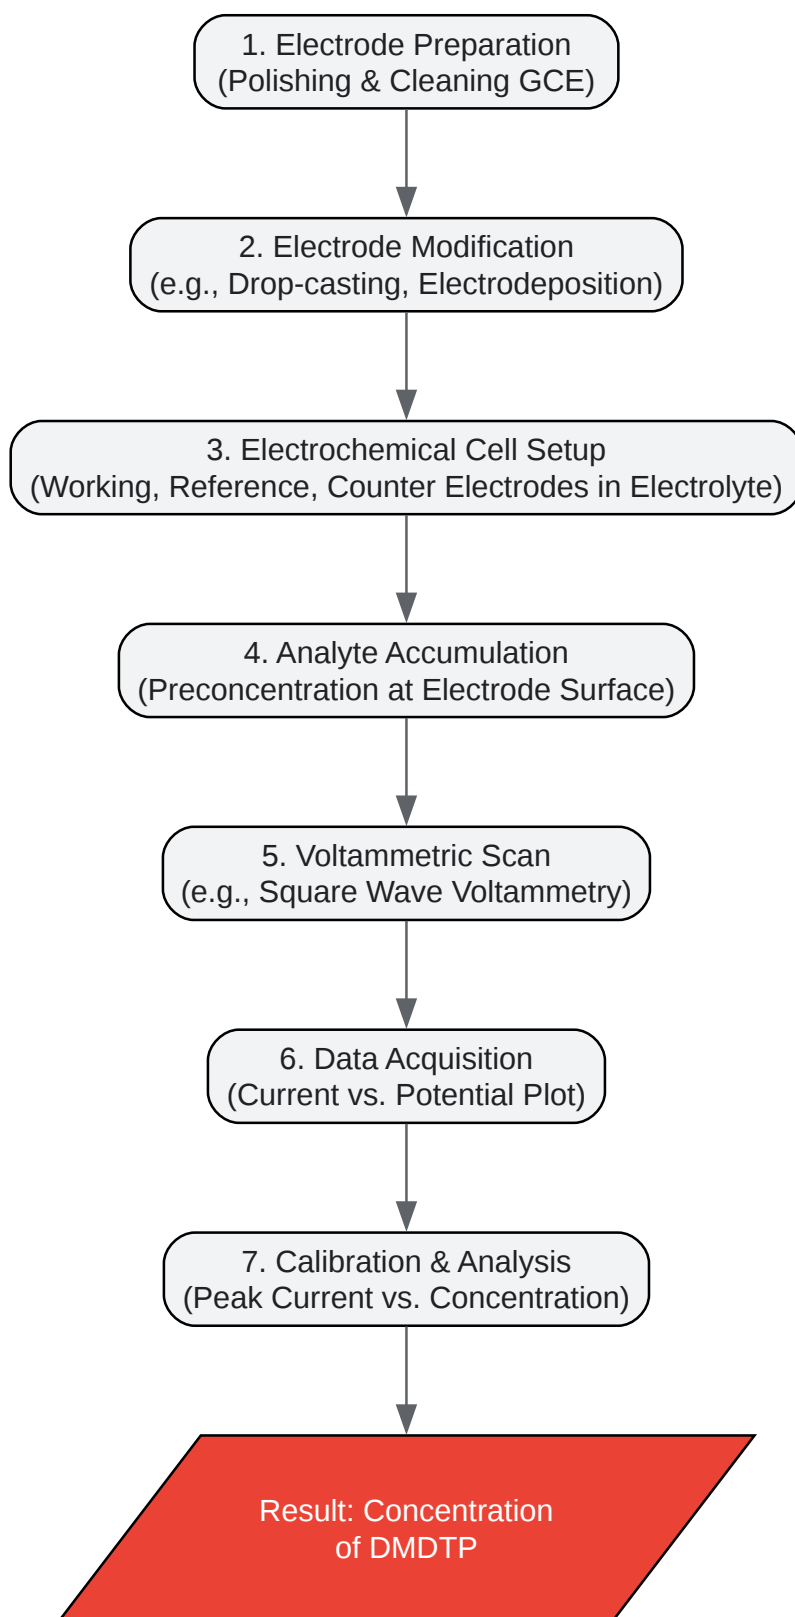 1. Electrode Preparation
(Polishing & Cleaning GCE)
2. Electrode Modification
(e.g., Drop-casting, Electrodeposition)
3. Electrochemical Cell Setup
(Working, Reference, Counter Electrodes in Electrolyte)
4. Analyte Accumulation
(Preconcentration at Electrode Surface)
5. Voltammetric Scan
(e.g., Square Wave Voltammetry)
6. Data Acquisition
(Current vs. Potential Plot)
7. Calibration & Analysis
(Peak Current vs. Concentration)
Result: Concentration
of DMDTP